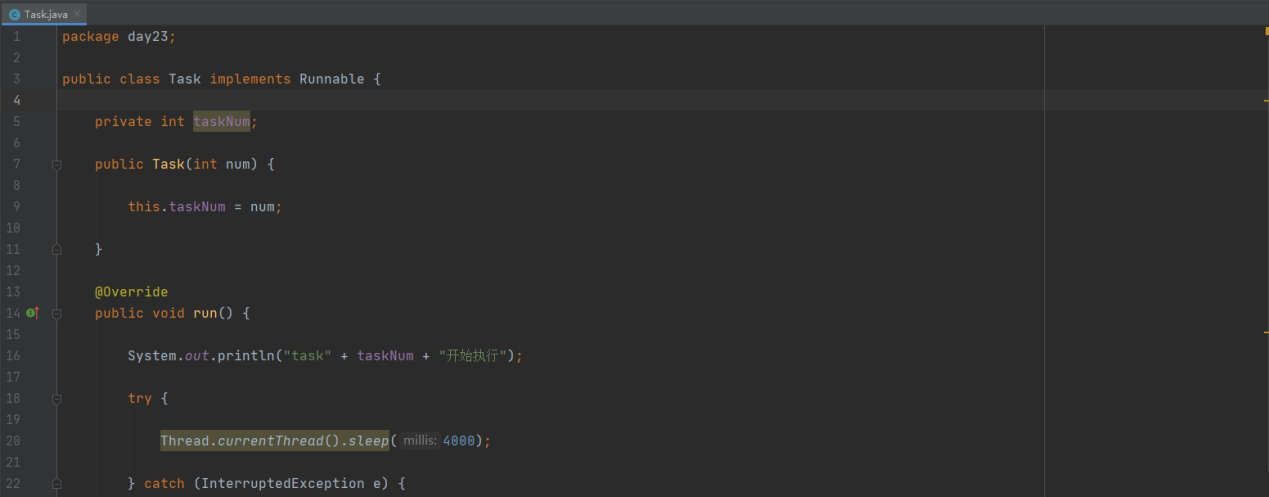 Task.java
1 package day23;
2
3 public class Task implements Runnable {
4
5 private int taskNum;
6
7 public Task(int num) {
8
9 this.taskNum = num;
10
11 }
12
13 @Override
14 public void run() {
15
16 System.out.println("task" + taskNum + "开始执行");
17
18 try {
19
20 Thread.currentThread().sleep( millis: 4000);
21
22 } catch (InterruptedException e) {